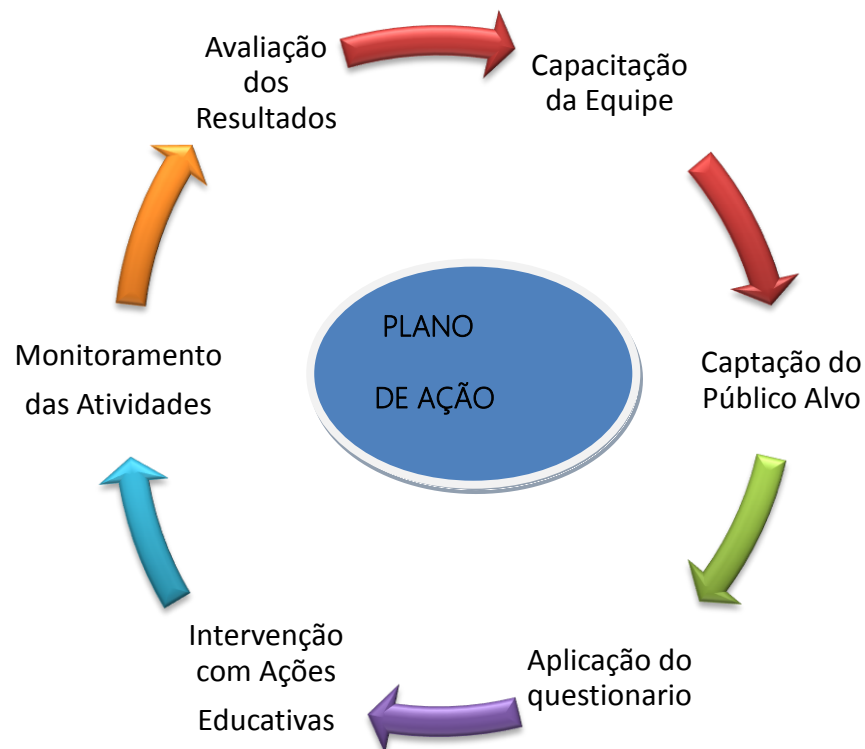 Avaliação
dos
Resultados
Capacitação
da Equipe
PLANO
DE AÇÃO
Monitoramento
das Atividades
Captação do
Público Alvo
Intervenção
com Ações
Educativas
Aplicação do
questionario